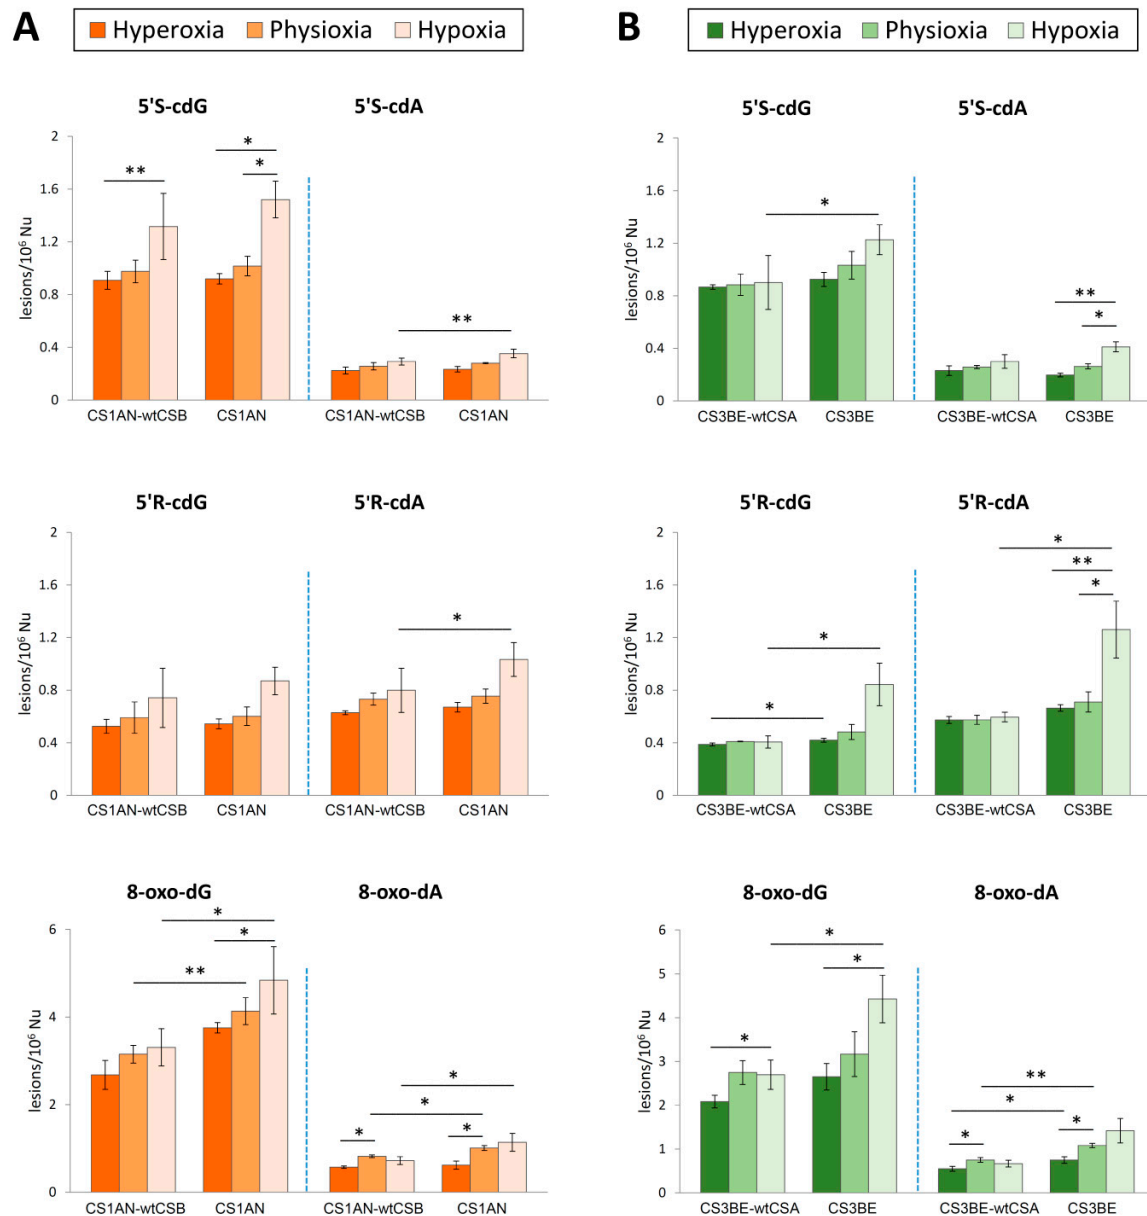 A
Hyperoxia Physioxia Hypoxia
5'S-cdG 5'S-cdA
2
1.6
1.2
0.8
0.4
0
lesions/10⁶ Nu
** * * **
CS1AN-wtCSB CS1AN CS1AN-wtCSB CS1AN
5'R-cdG 5'R-cdA
2
1.6
1.2
0.8
0.4
0
lesions/10⁶ Nu
*
CS1AN-wtCSB CS1AN CS1AN-wtCSB CS1AN
8-oxo-dG 8-oxo-dA
6
4
2
0
lesions/10⁶ Nu
* * ** * * * *
CS1AN-wtCSB CS1AN CS1AN-wtCSB CS1AN
B
Hyperoxia Physioxia Hypoxia
5'S-cdG 5'S-cdA
2
1.6
1.2
0.8
0.4
0
lesions/10⁶ Nu
* ** *
CS3BE-wtCSA CS3BE CS3BE-wtCSA CS3BE
5'R-cdG 5'R-cdA
2
1.6
1.2
0.8
0.4
0
lesions/10⁶ Nu
* * * ** *
CS3BE-wtCSA CS3BE CS3BE-wtCSA CS3BE
8-oxo-dG 8-oxo-dA
6
5
4
3
2
1
0
lesions/10⁶ Nu
* * * ** * * *
CS3BE-wtCSA CS3BE CS3BE-wtCSA CS3BE